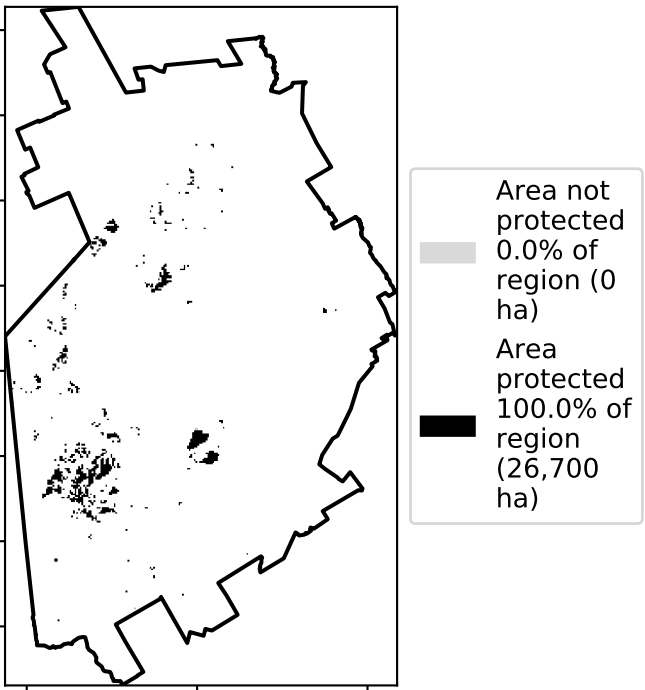 Area not
protected
0.0% of
region (0
ha)
Area
protected
100.0% of
region
(26,700
ha)